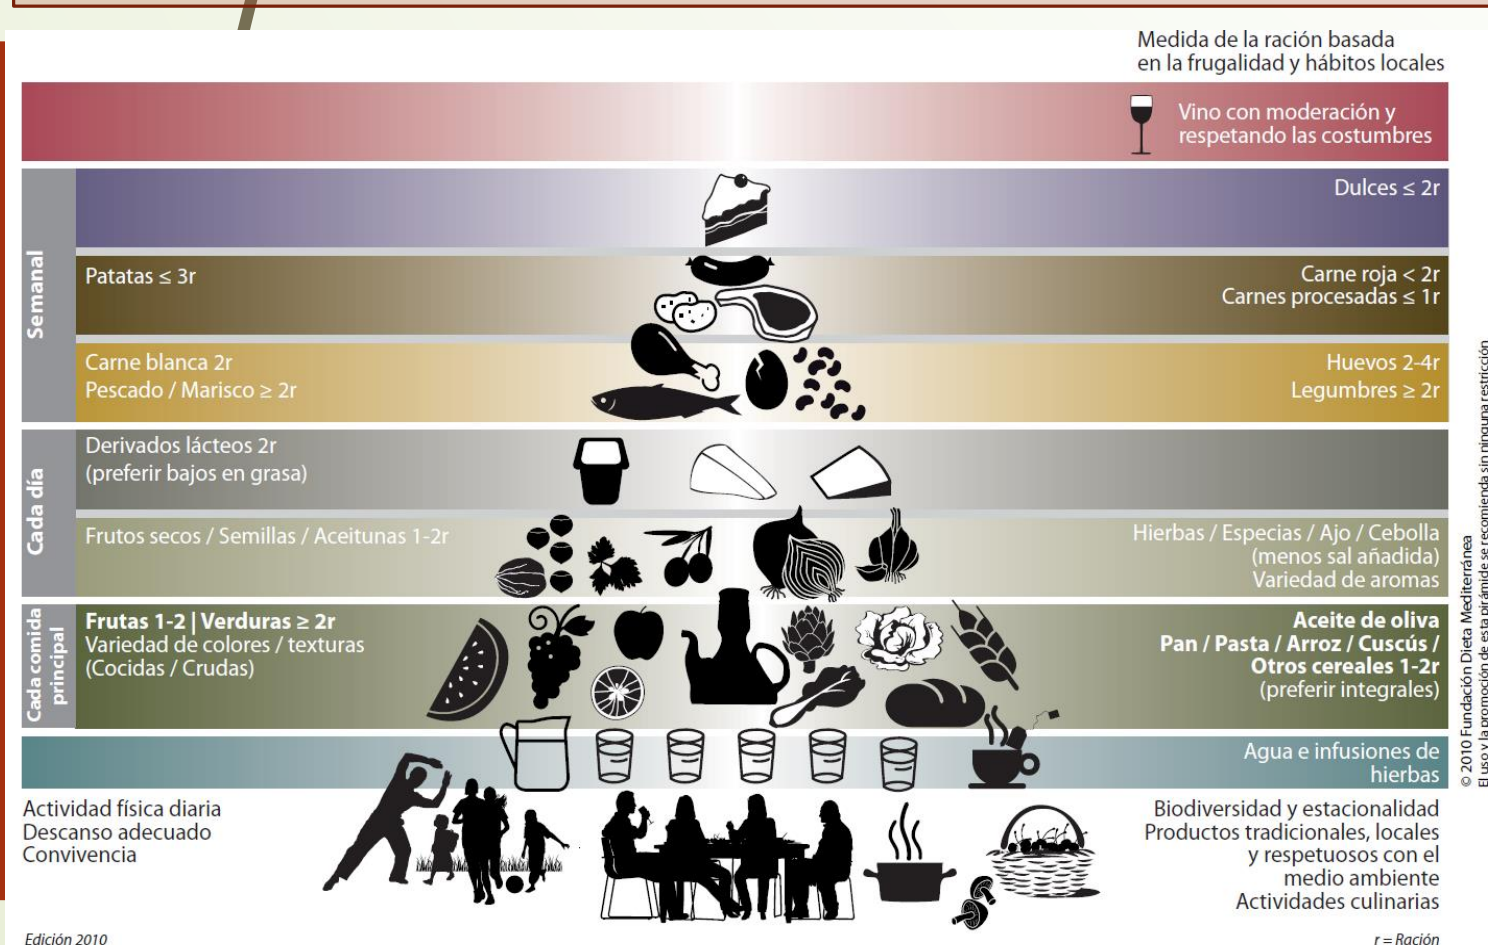 Medida de la ración basada
en la frugalidad y hábitos locales
Vino con moderación y
respetando las costumbres
Semanal
Dulces ≤ 2r
Patatas ≤ 3r
Carne roja < 2r
Carnes procesadas ≤ 1r
Carne blanca 2r
Pescado / Marisco ≥ 2r
Huevos 2-4r
Legumbres ≥ 2r
Cada día
Derivados lácteos 2r
(preferir bajos en grasa)
Frutos secos / Semillas / Aceitunas 1-2r
Hierbas / Especias / Ajo / Cebolla
(menos sal añadida)
Variedad de aromas
Cada comida
principal
Frutas 1-2 | Verduras ≥ 2r
Variedad de colores / texturas
(Cocidas / Crudas)
Aceite de oliva
Pan / Pasta / Arroz / Cuscús /
Otros cereales 1-2r
(preferir integrales)
Agua e infusiones de
hierbas
Actividad física diaria
Descanso adecuado
Convivencia
Biodiversidad y estacionalidad
Productos tradicionales, locales
y respetuosos con el
medio ambiente
Actividades culinarias
Edición 2010
r = Ración
© 2010 Fundación Dieta Mediterránea
El uso y la promoción de esta pirámide se recomienda sin ninguna restricción